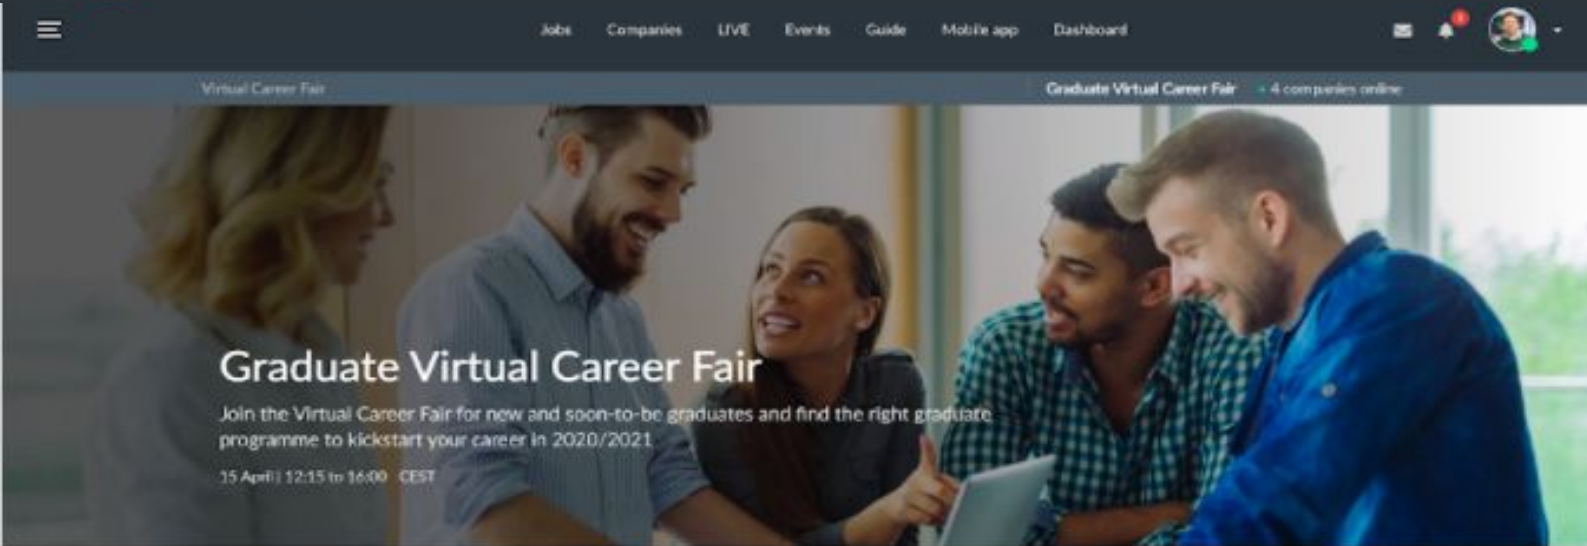 Jobs Companies LIVE Events Guide Mobile app Dashboard
Virtual Career Fair
Graduate Virtual Career Fair 4 companies online
Graduate Virtual Career Fair
Join the Virtual Career Fair for new and soon-to-be graduates and find the right graduate
programme to kickstart your career in 2020/2021
15 April | 12:15 to 16:00 CEST